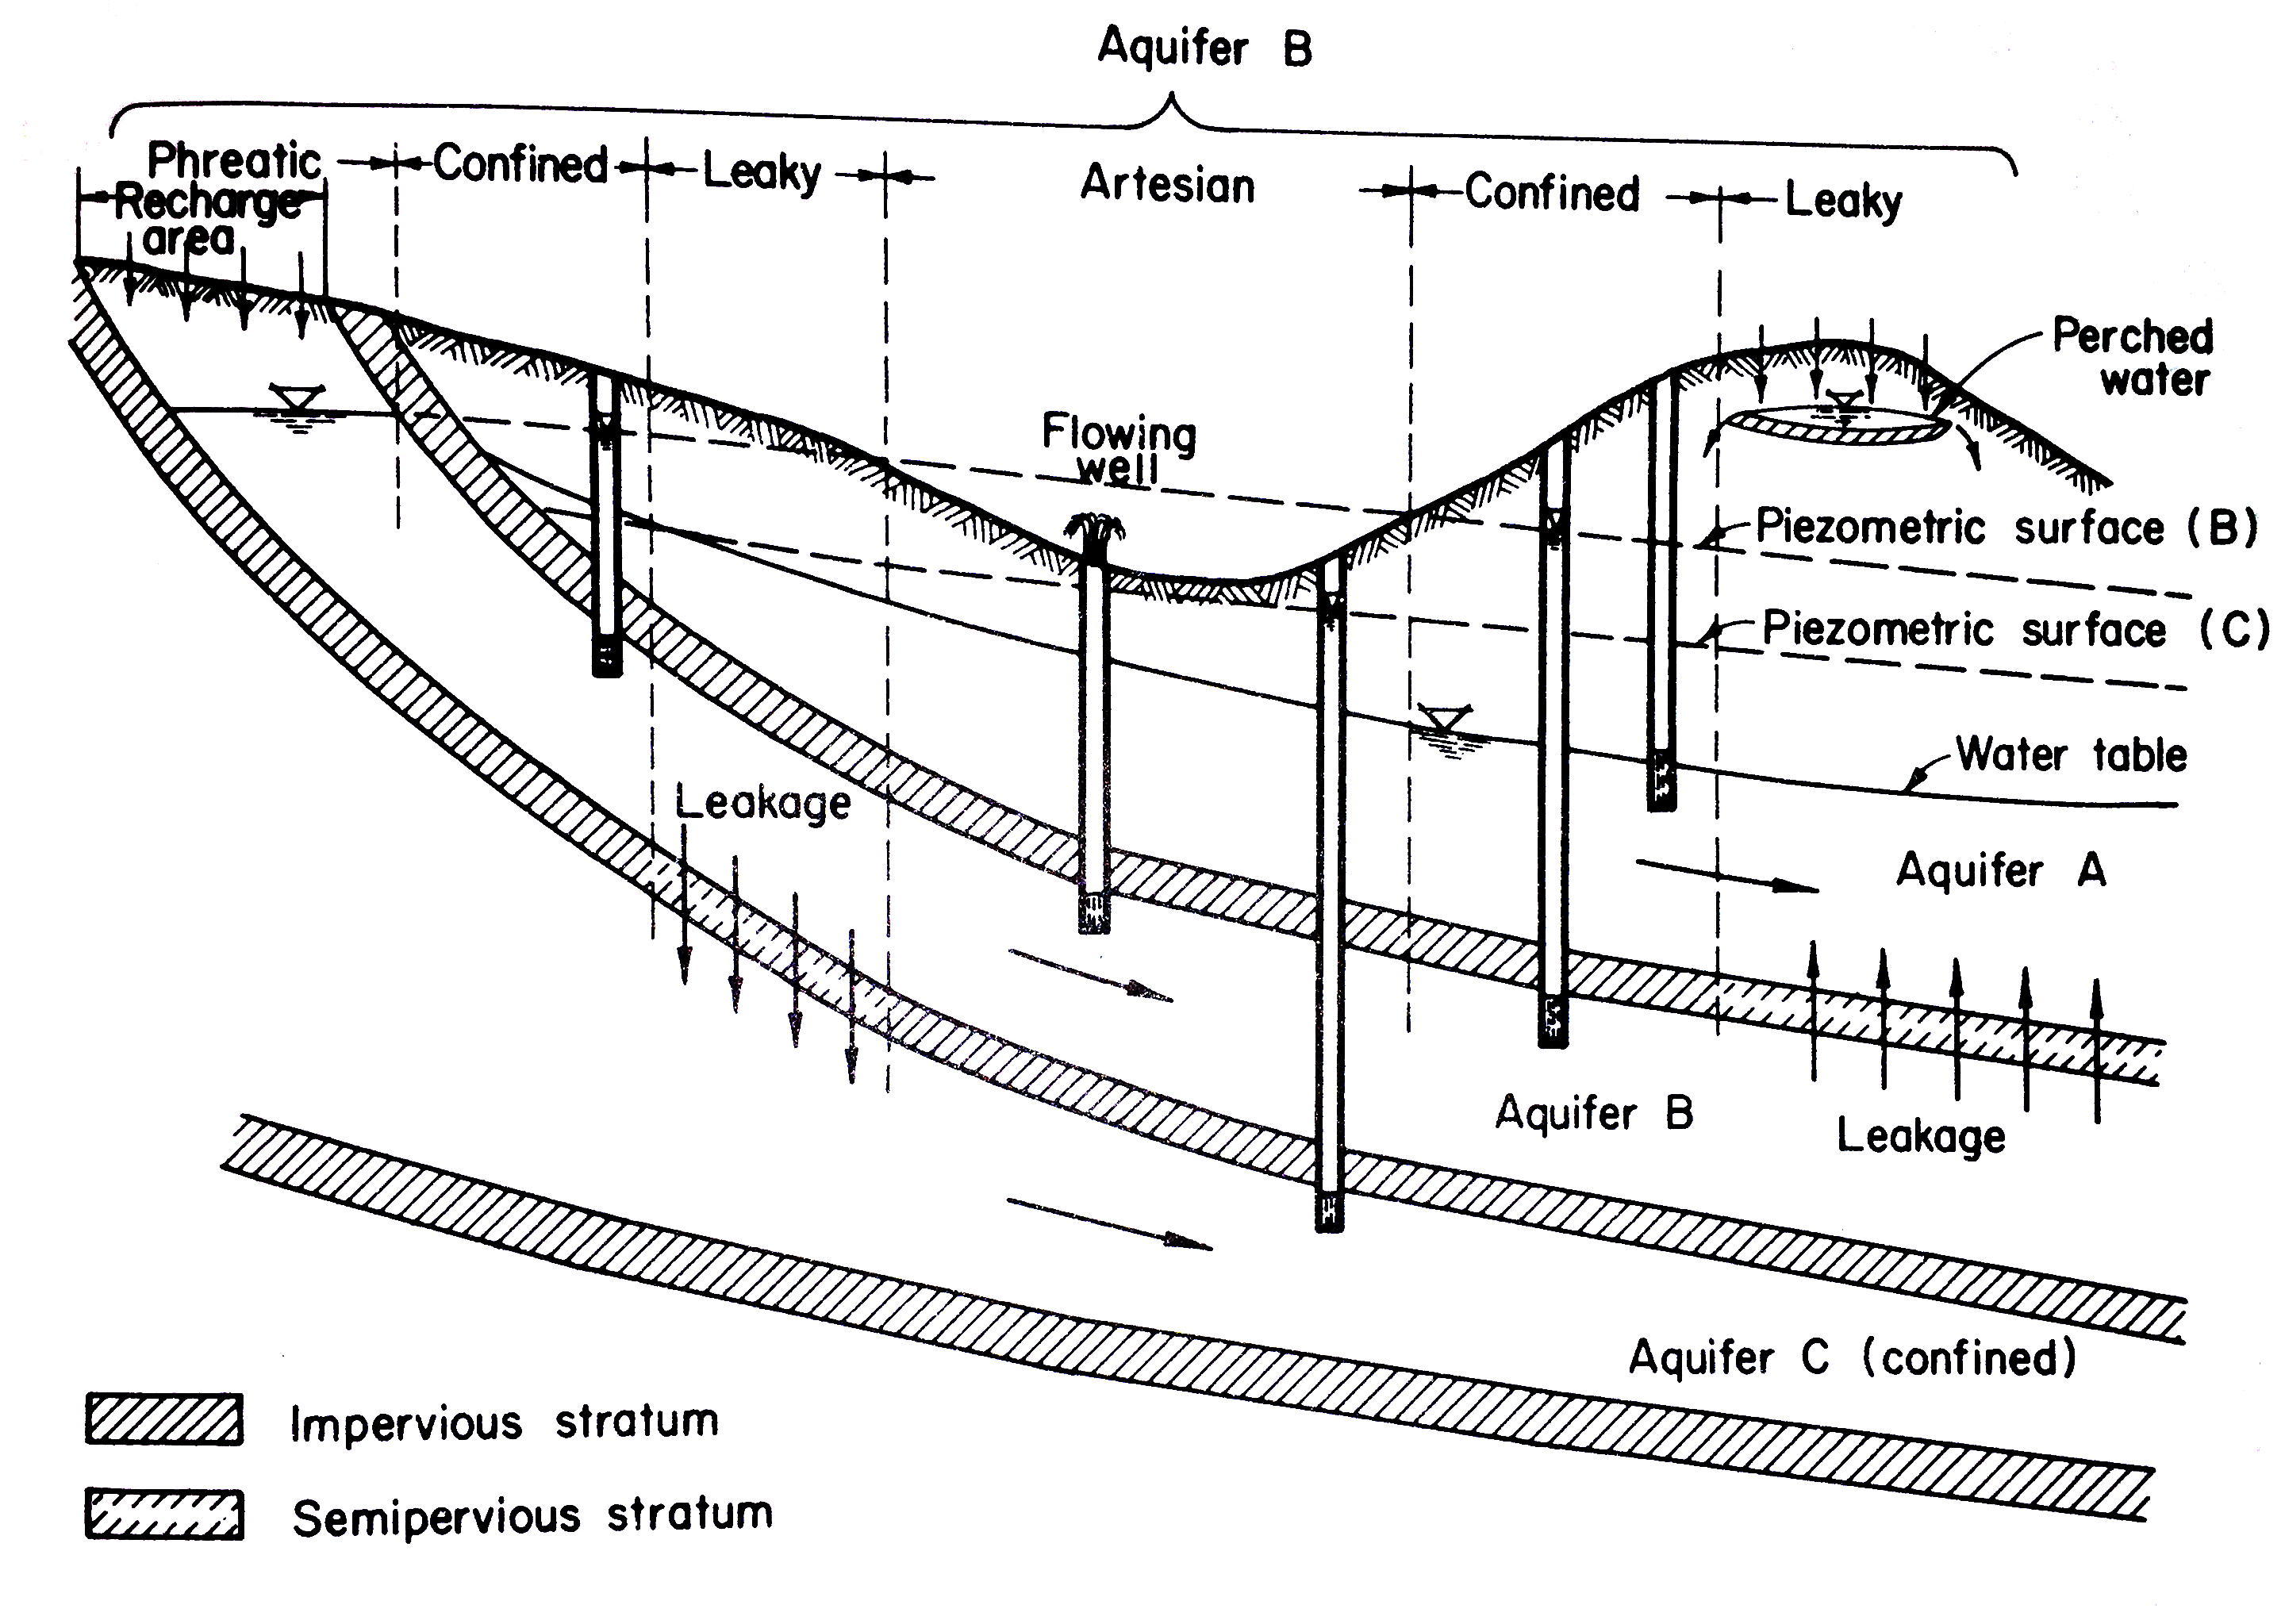 Aquifer B
Phreatic
Confined
Leaky
Artesian
Confined
Leaky
Recharge
area
Perched
water
Flowing
well
Piezometric surface (B)
Piezometric surface (C)
Water table
Leakage
Aquifer A
Aquifer B
Leakage
Aquifer C (confined)
Impervious stratum
Semipervious stratum